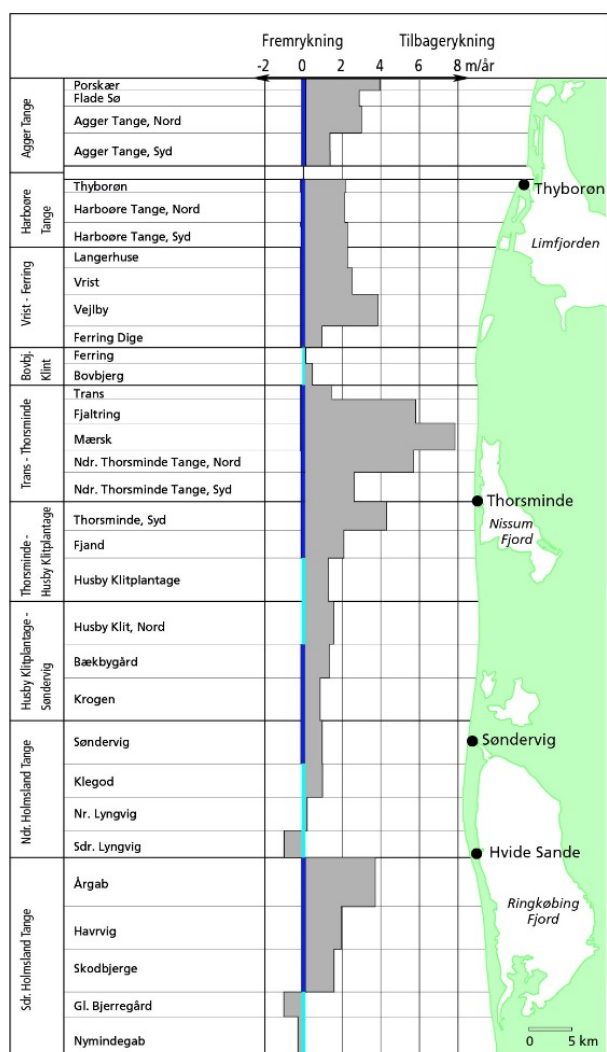 Fremrykning Tilbagerykning
-2 0 2 4 6 8 m/år
Agger Tange
Porskær
Flade Sø
Agger Tange, Nord
Agger Tange, Syd
Harboøre
Tange
Thyborøn
Harboøre Tange, Nord
Harboøre Tange, Syd
Vrist - Ferring
Langerhuse
Vrist
Vejlby
Ferring Dige
Bovbj.
Klint
Ferring
Bovbjerg
Trans - Thorsminde
Trans
Fjaltring
Mærsk
Ndr. Thorsminde Tange, Nord
Ndr. Thorsminde Tange, Syd
Thorsminde -
Husby Klitplantage
Thorsminde, Syd
Fjand
Husby Klitplantage
Husby Klitplantage -
Søndervig
Husby Klit, Nord
Bækbygård
Krogen
Ndr. Holmsland Tange
Søndervig
Klegod
Nr. Lyngvig
Sdr. Lyngvig
Sdr. Holmsland Tange
Årgab
Havrvig
Skodbjerge
Gl. Bjerregård
Nymindegab
Thyborøn
Limfjorden
Thorsminde
Nissum
Fjord
Søndervig
Hvide Sande
Ringkøbing
Fjord
0 5 km